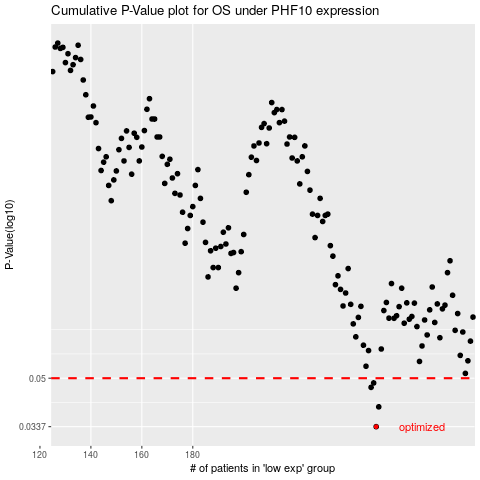 Cumulative P-Value plot for OS under PHF10 expression
P-Value(log10)
0.05
0.0337
optimized
120 140 160 180
# of patients in 'low exp' group